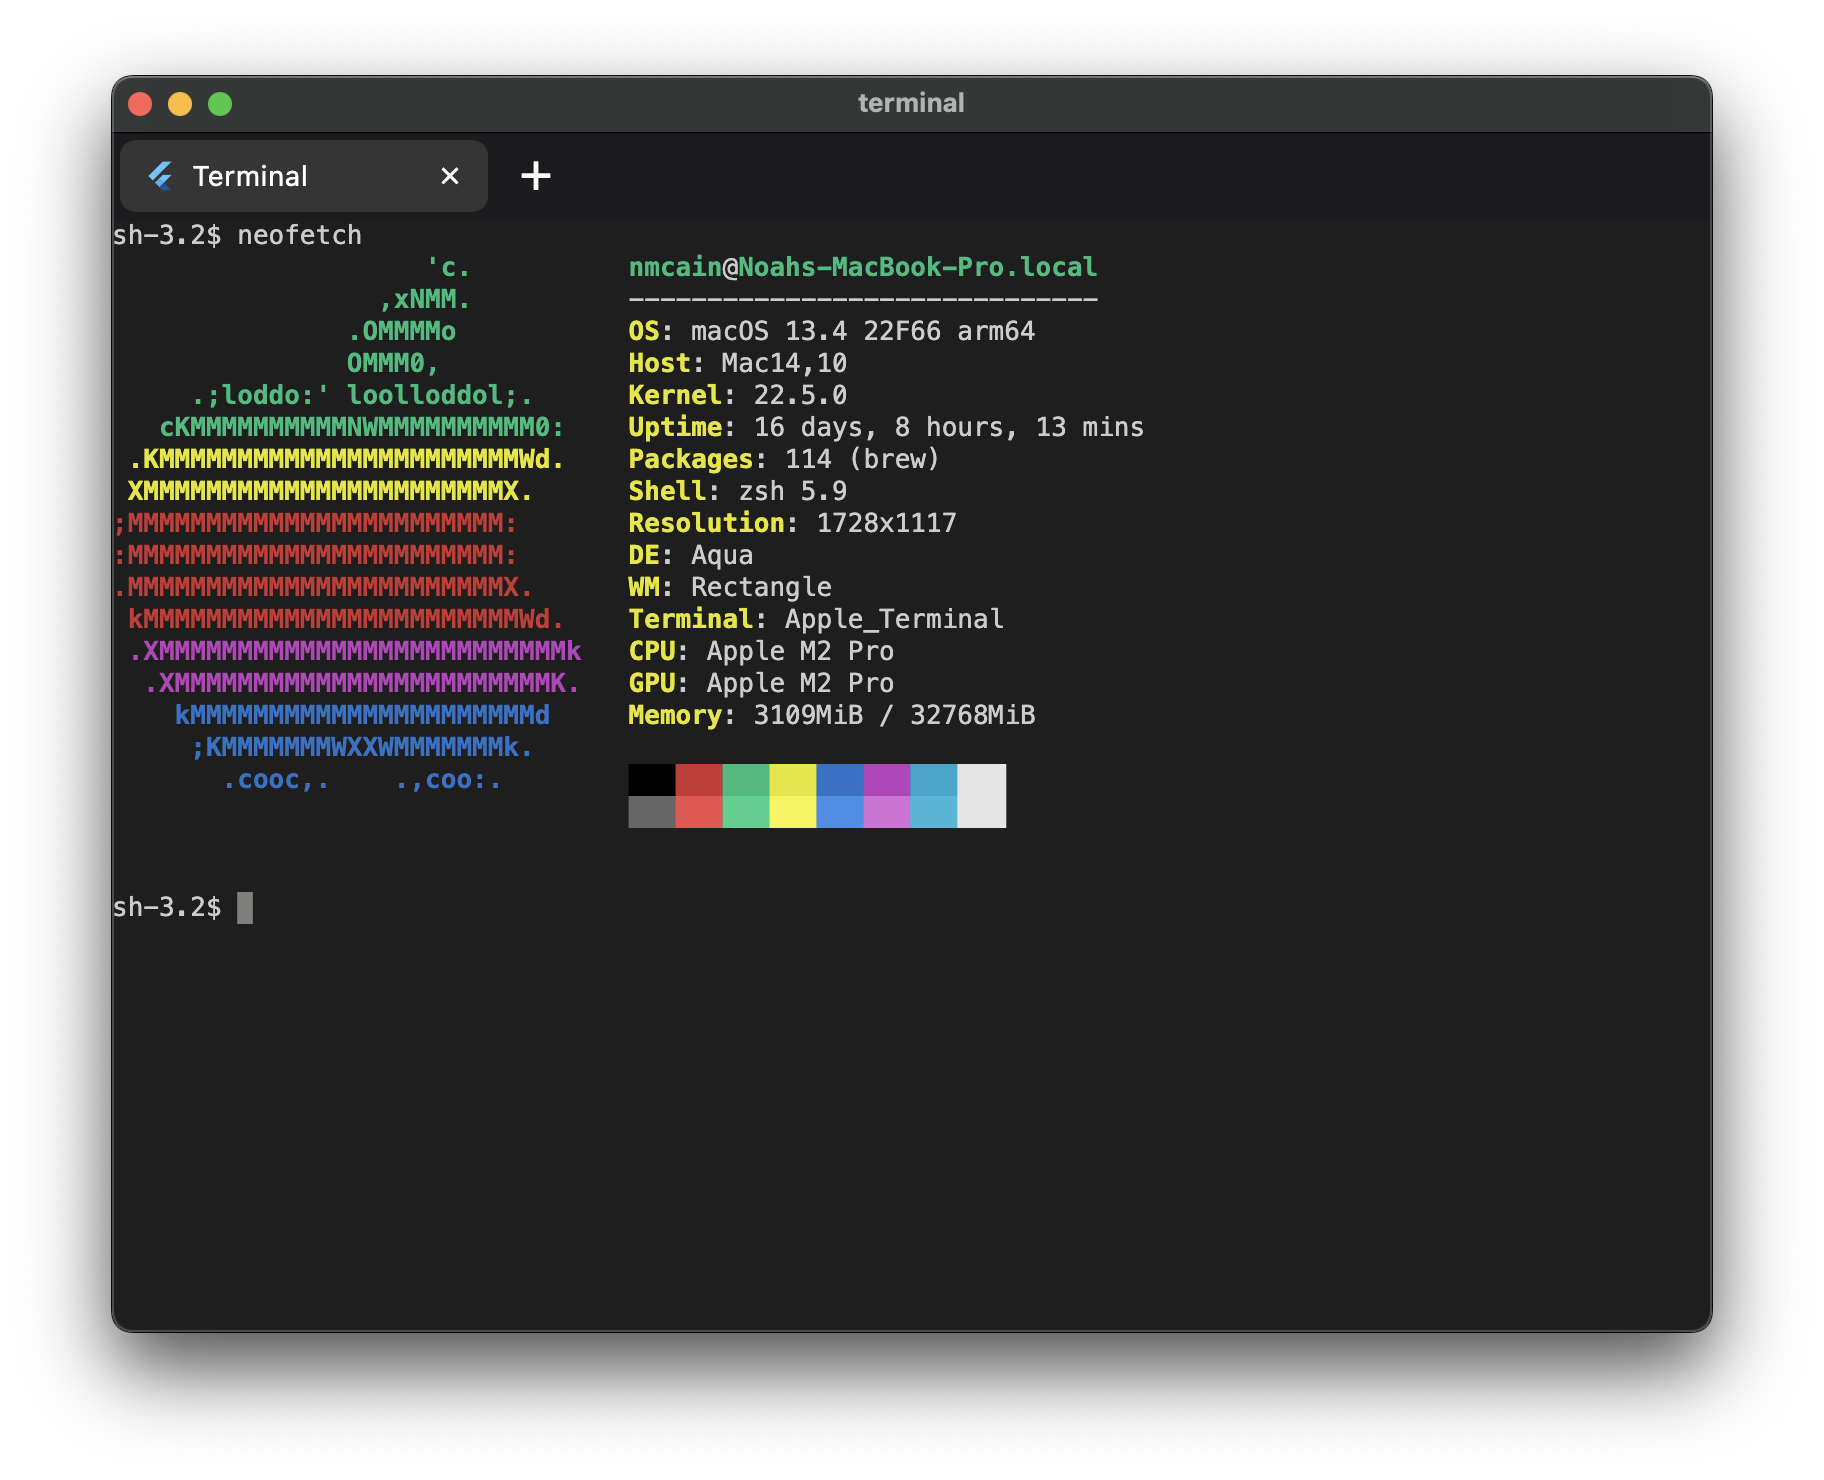 terminal
Terminal
sh-3.2$ neofetch
'c. nmcain@Noahs-MacBook-Pro.local
,xNMM. ------------------------------
.OMMMMo OS: macOS 13.4 22F66 arm64
OMMM0, Host: Mac14,10
.;loddo:' loolloddol;. Kernel: 22.5.0
cKMMMMMMMMMMNWMMMMMMMMMM0: Uptime: 16 days, 8 hours, 13 mins
.KMMMMMMMMMMMMMMMMMMMMMMMWd. Packages: 114 (brew)
XMMMMMMMMMMMMMMMMMMMMMMMX. Shell: zsh 5.9
;MMMMMMMMMMMMMMMMMMMMMMMM: Resolution: 1728x1117
:MMMMMMMMMMMMMMMMMMMMMMMM: DE: Aqua
.MMMMMMMMMMMMMMMMMMMMMMMMX. WM: Rectangle
kMMMMMMMMMMMMMMMMMMMMMMMMWd. Terminal: Apple_Terminal
.XMMMMMMMMMMMMMMMMMMMMMMMMMMk CPU: Apple M2 Pro
.XMMMMMMMMMMMMMMMMMMMMMMMMK. GPU: Apple M2 Pro
kMMMMMMMMMMMMMMMMMMMMMMd Memory: 3109MiB / 32768MiB
;KMMMMMMMWXXWMMMMMMMk.
.cooc,. .,coo:.
sh-3.2$